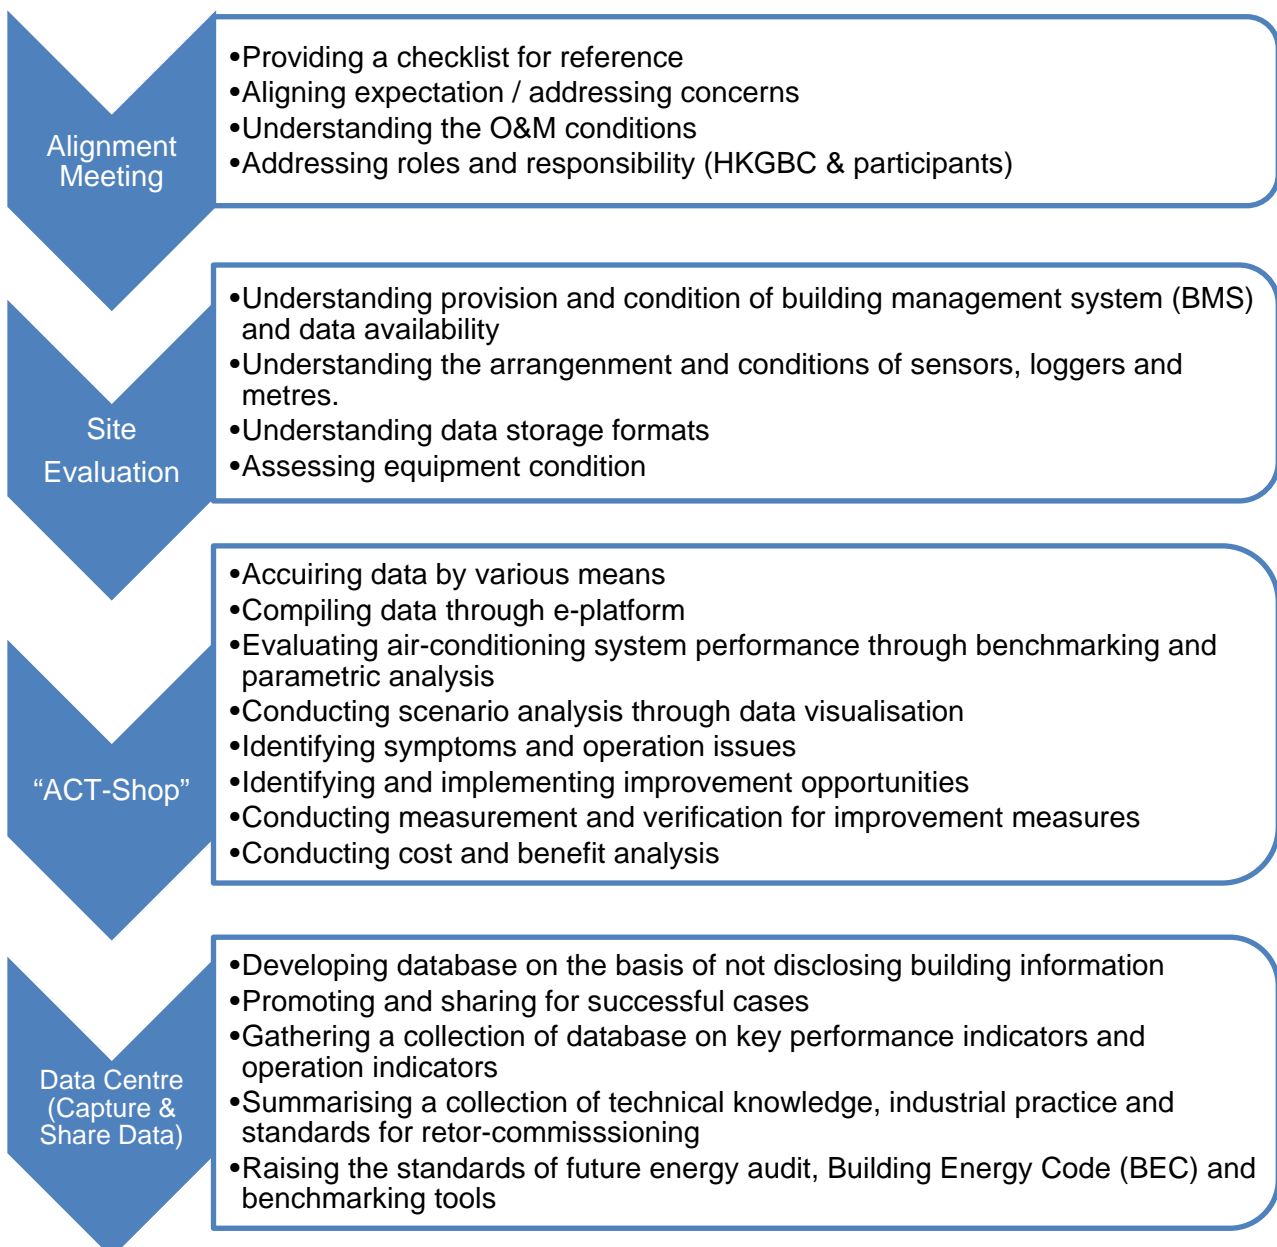 Alignment
Meeting
•Providing a checklist for reference
•Aligning expectation / addressing concerns
•Understanding the O&M conditions
•Addressing roles and responsibility (HKGBC & participants)
Site
Evaluation
•Understanding provision and condition of building management system (BMS)
and data availability
•Understanding the arrangenment and conditions of sensors, loggers and
metres.
•Understanding data storage formats
•Assessing equipment condition
“ACT-Shop”
•Accuiring data by various means
•Compiling data through e-platform
•Evaluating air-conditioning system performance through benchmarking and
parametric analysis
•Conducting scenario analysis through data visualisation
•Identifying symptoms and operation issues
•Identifying and implementing improvement opportunities
•Conducting measurement and verification for improvement measures
•Conducting cost and benefit analysis
Data Centre
(Capture &
Share Data)
•Developing database on the basis of not disclosing building information
•Promoting and sharing for successful cases
•Gathering a collection of database on key performance indicators and
operation indicators
•Summarising a collection of technical knowledge, industrial practice and
standards for retor-commisssioning
•Raising the standards of future energy audit, Building Energy Code (BEC) and
benchmarking tools